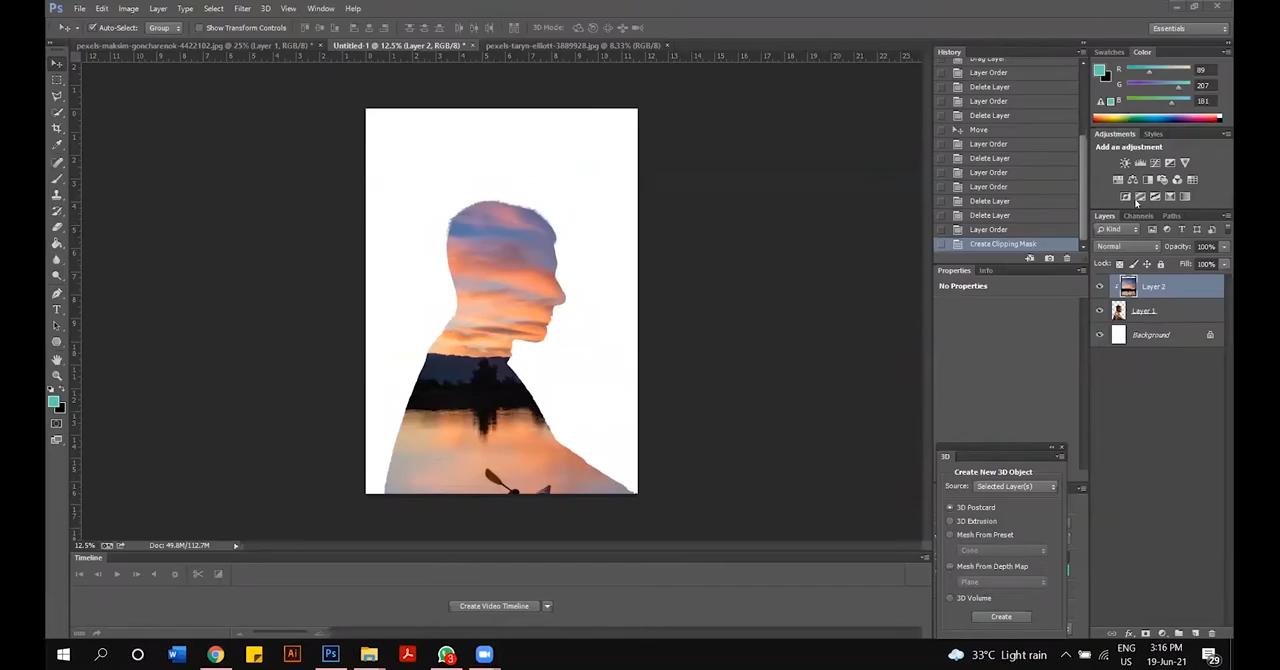 Ps File Edit Image Layer Type Select Filter 3D View Window Help
Auto-Select: Group Show Transform Controls 3D Mode: Essentials
pexels-maksim-goncharenok-4422102.jpg @ 25% (Layer 1, RGB/8) * × Untitled-1 @ 12.5% (Layer 2, RGB/8) * × pexels-taryn-elliott-3889928.jpg @ 8.33% (RGB/8) ×
History
Drag Layer
Layer Order
Delete Layer
Layer Order
Delete Layer
Move
Layer Order
Delete Layer
Layer Order
Layer Order
Delete Layer
Delete Layer
Layer Order
Create Clipping Mask
Properties Info
No Properties
3D
Create New 3D Object
Source: Selected Layer(s)
3D Postcard
3D Extrusion
Mesh From Preset
Cone
Mesh From Depth Map
Plane
3D Volume
Create
Swatches Color
R 89
G 207
B 181
Adjustments Styles
Add an adjustment
Layers Channels Paths
Kind
Normal Opacity: 100%
Lock: Fill: 100%
Layer 2
Layer 1
Background
12.5% Doc: 49.8M/112.7M
Timeline
Create Video Timeline
33°C Light rain
ENG
US
3:16 PM
19-Jun-21
29
3